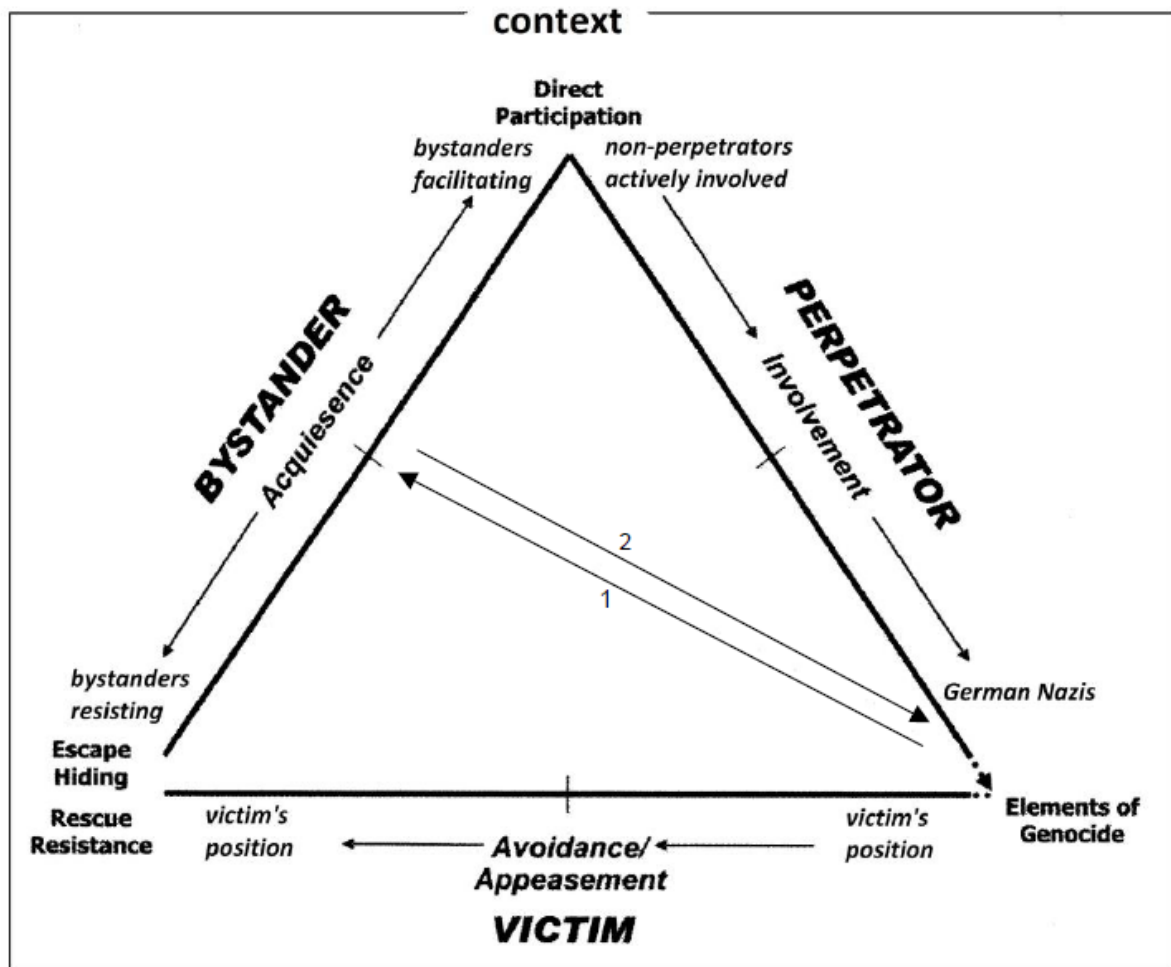 context
Direct
Participation
bystanders
facilitating
non-perpetrators
actively involved
BYSTANDER
Acquiesence
PERPETRATOR
Involvement
2
1
bystanders
resisting
German Nazis
Escape
Hiding
Rescue
Resistance
victim's
position
Avoidance/
Appeasement
victim's
position
Elements of
Genocide
VICTIM